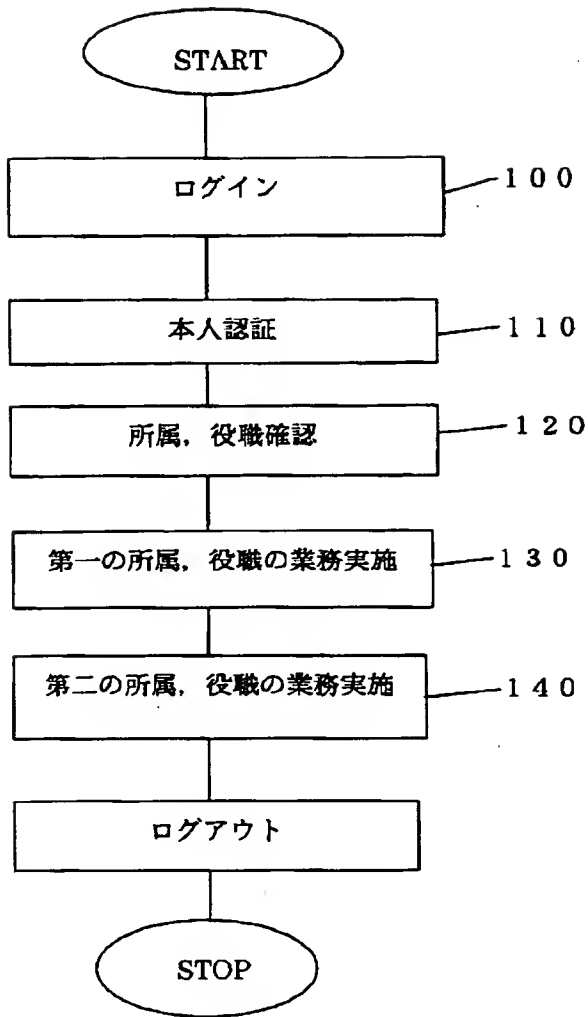 START
ログイン
100
本人認証
110
所属，役職確認
120
第一の所属，役職の業務実施
130
第二の所属，役職の業務実施
140
ログアウト
STOP